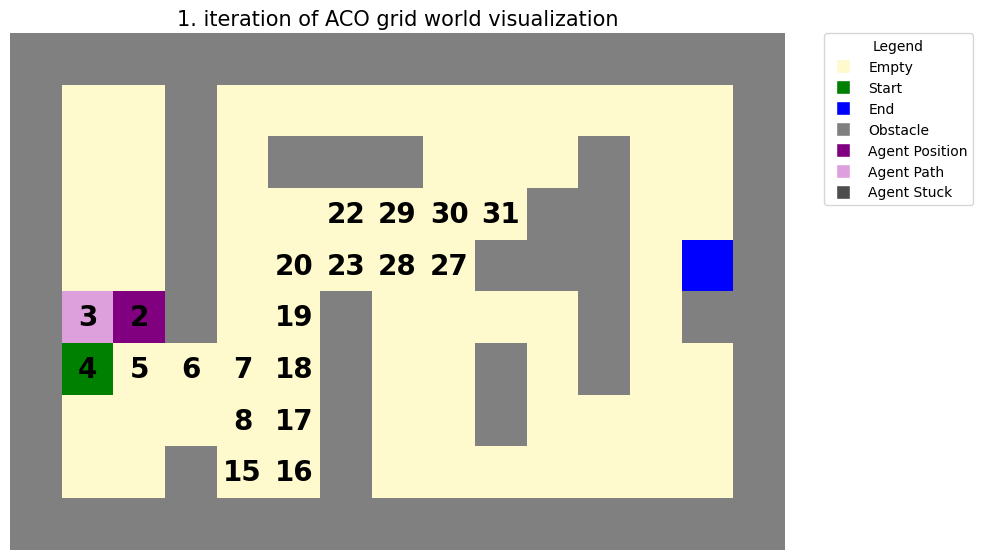 1. iteration of ACO grid world visualization
Legend
Empty
Start
End
Obstacle
Agent Position
Agent Path
Agent Stuck
22 29 30 31
20 23 28 27
3 2 19
4 5 6 7 18
8 17
15 16